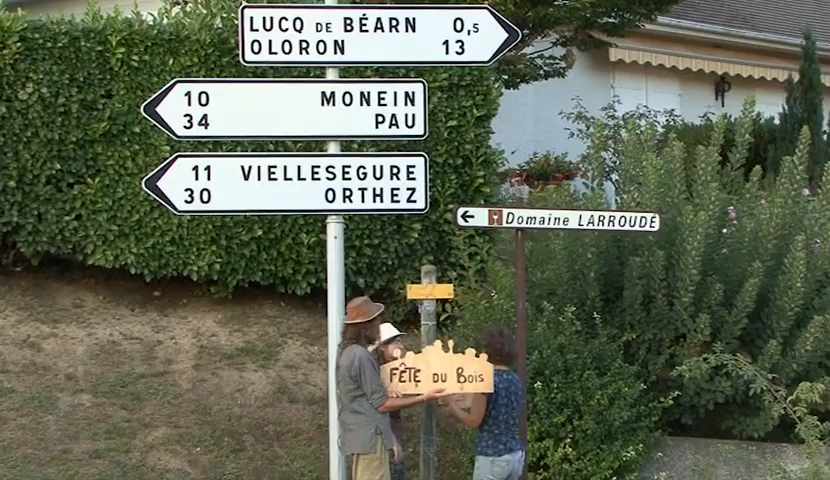 LUCQ DE BÉARN 0,5
OLORON 13
10 MONEIN
34 PAU
11 VIELLESEGURE
30 ORTHEZ
Domaine LARROUDÉ
FÊTE DU BOIS